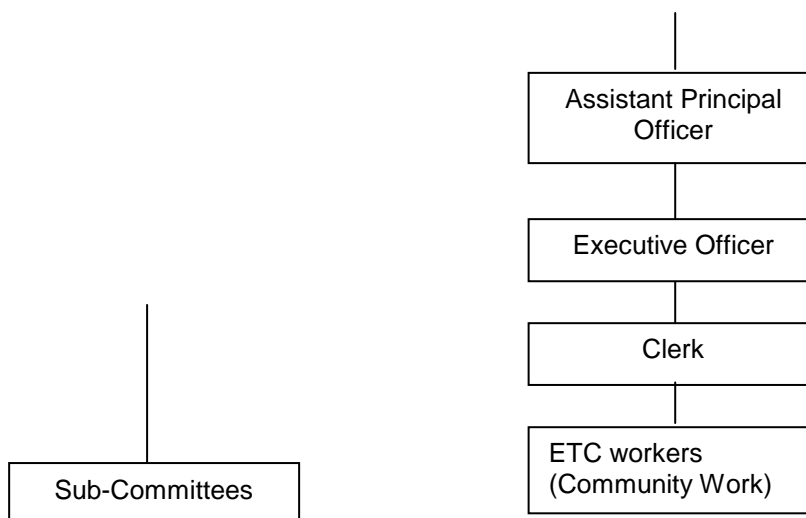 Assistant Principal
Officer
Executive Officer
Clerk
ETC workers
(Community Work)
Sub-Committees